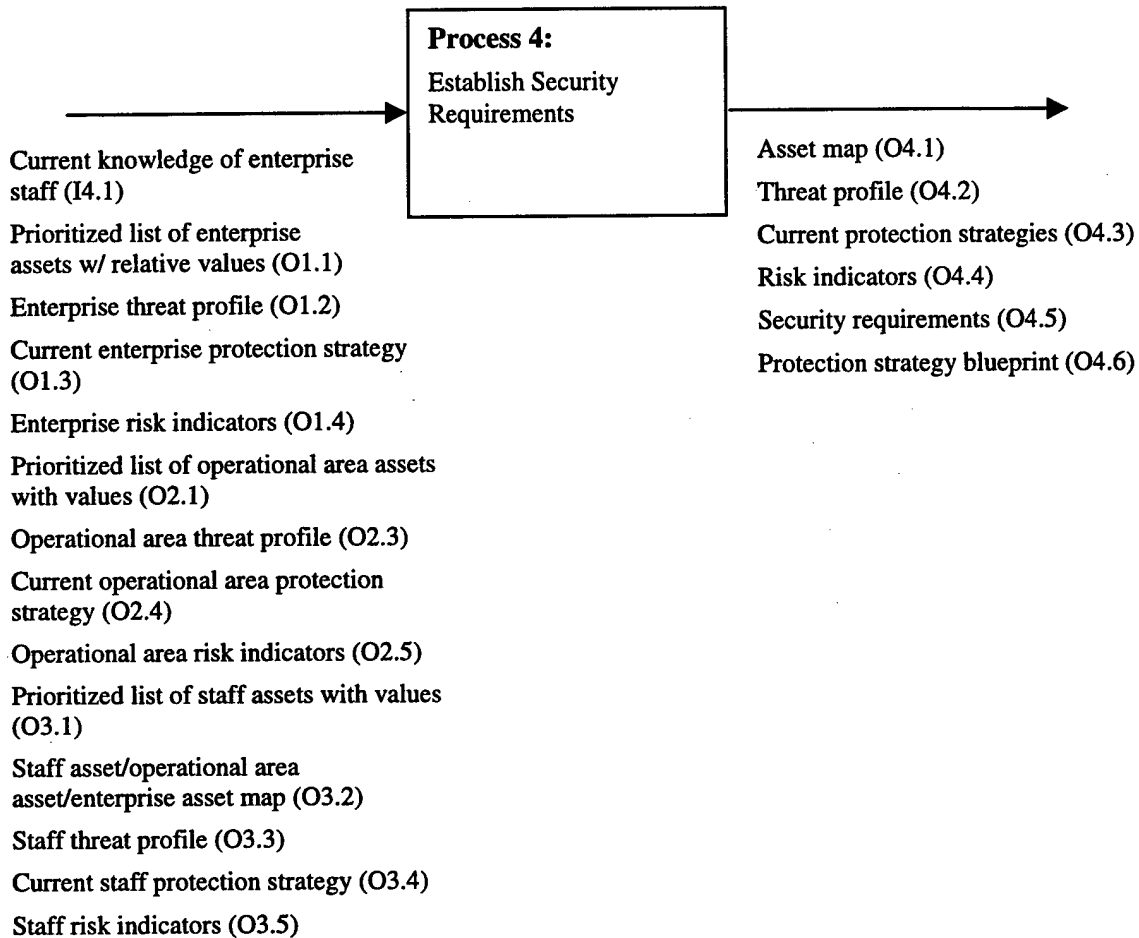 Process 4:
Establish Security
Requirements
Current knowledge of enterprise
staff (I4.1)
Prioritized list of enterprise
assets w/ relative values (O1.1)
Enterprise threat profile (O1.2)
Current enterprise protection strategy
(O1.3)
Enterprise risk indicators (O1.4)
Prioritized list of operational area assets
with values (O2.1)
Operational area threat profile (O2.3)
Current operational area protection
strategy (O2.4)
Operational area risk indicators (O2.5)
Prioritized list of staff assets with values
(O3.1)
Staff asset/operational area
asset/enterprise asset map (O3.2)
Staff threat profile (O3.3)
Current staff protection strategy (O3.4)
Staff risk indicators (O3.5)
Asset map (O4.1)
Threat profile (O4.2)
Current protection strategies (O4.3)
Risk indicators (O4.4)
Security requirements (O4.5)
Protection strategy blueprint (O4.6)